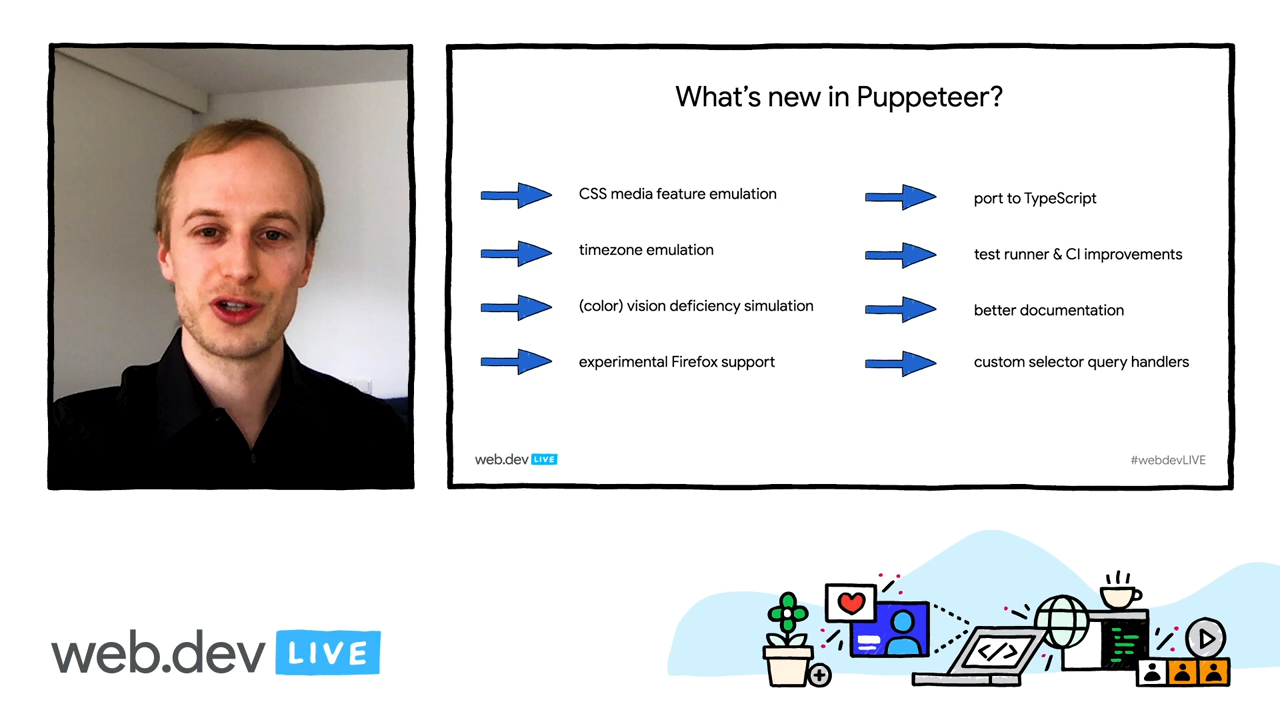 What's new in Puppeteer?
CSS media feature emulation
timezone emulation
(color) vision deficiency simulation
experimental Firefox support
port to TypeScript
test runner & CI improvements
better documentation
custom selector query handlers
web.dev LIVE
#webdevLIVE
web.dev LIVE
</>